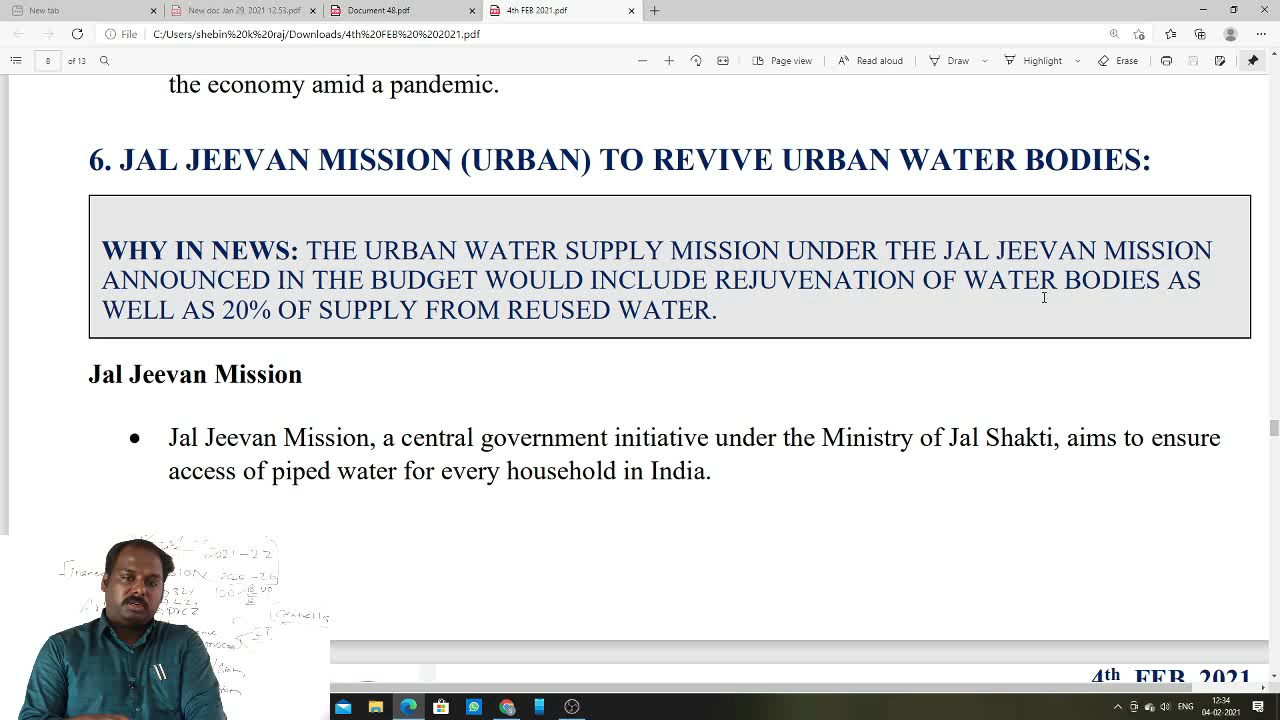 New tab
New doc Jan 29 2021 12.53.pdf
Document 48.pdf
4th FEB 2021.pdf
File
C:/Users/shebin%20k%20raj/Downloads/4th%20FEB%20%202021.pdf
8 of 13
Page view
Read aloud
Draw
Highlight
Erase
the economy amid a pandemic.
6. JAL JEEVAN MISSION (URBAN) TO REVIVE URBAN WATER BODIES:
WHY IN NEWS: THE URBAN WATER SUPPLY MISSION UNDER THE JAL JEEVAN MISSION
ANNOUNCED IN THE BUDGET WOULD INCLUDE REJUVENATION OF WATER BODIES AS
WELL AS 20% OF SUPPLY FROM REUSED WATER.
Jal Jeevan Mission
● Jal Jeevan Mission, a central government initiative under the Ministry of Jal Shakti, aims to ensure
access of piped water for every household in India.
2021-22
4th FEB 2021
ENG
12:34
04-02-2021